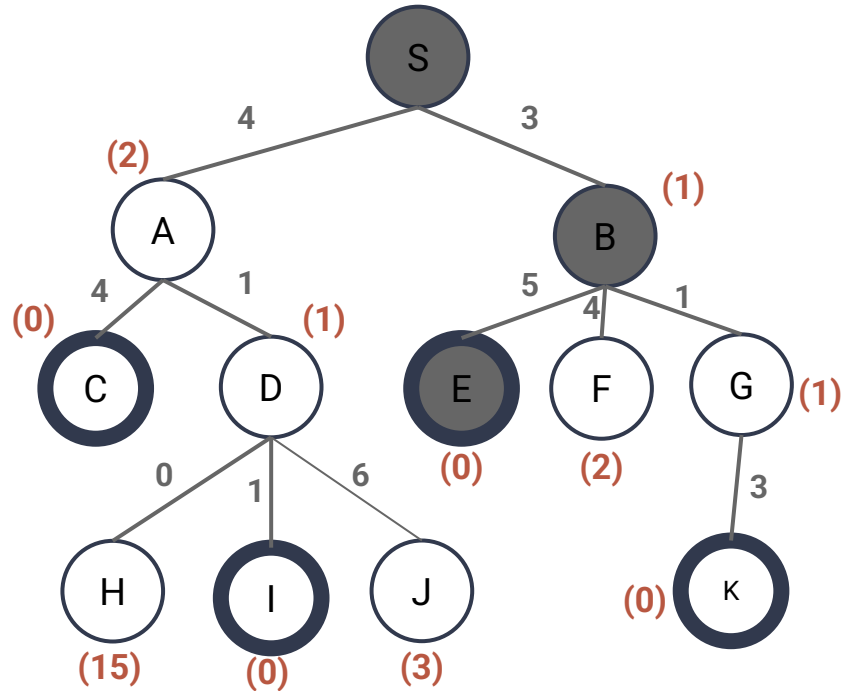 S
4 3
(2) (1)
A B
4 1 5 4 1
(0) (1)
C D E F G (1)
(0) (2)
0 1 6 3
H I J K (0)
(15) (0) (3)